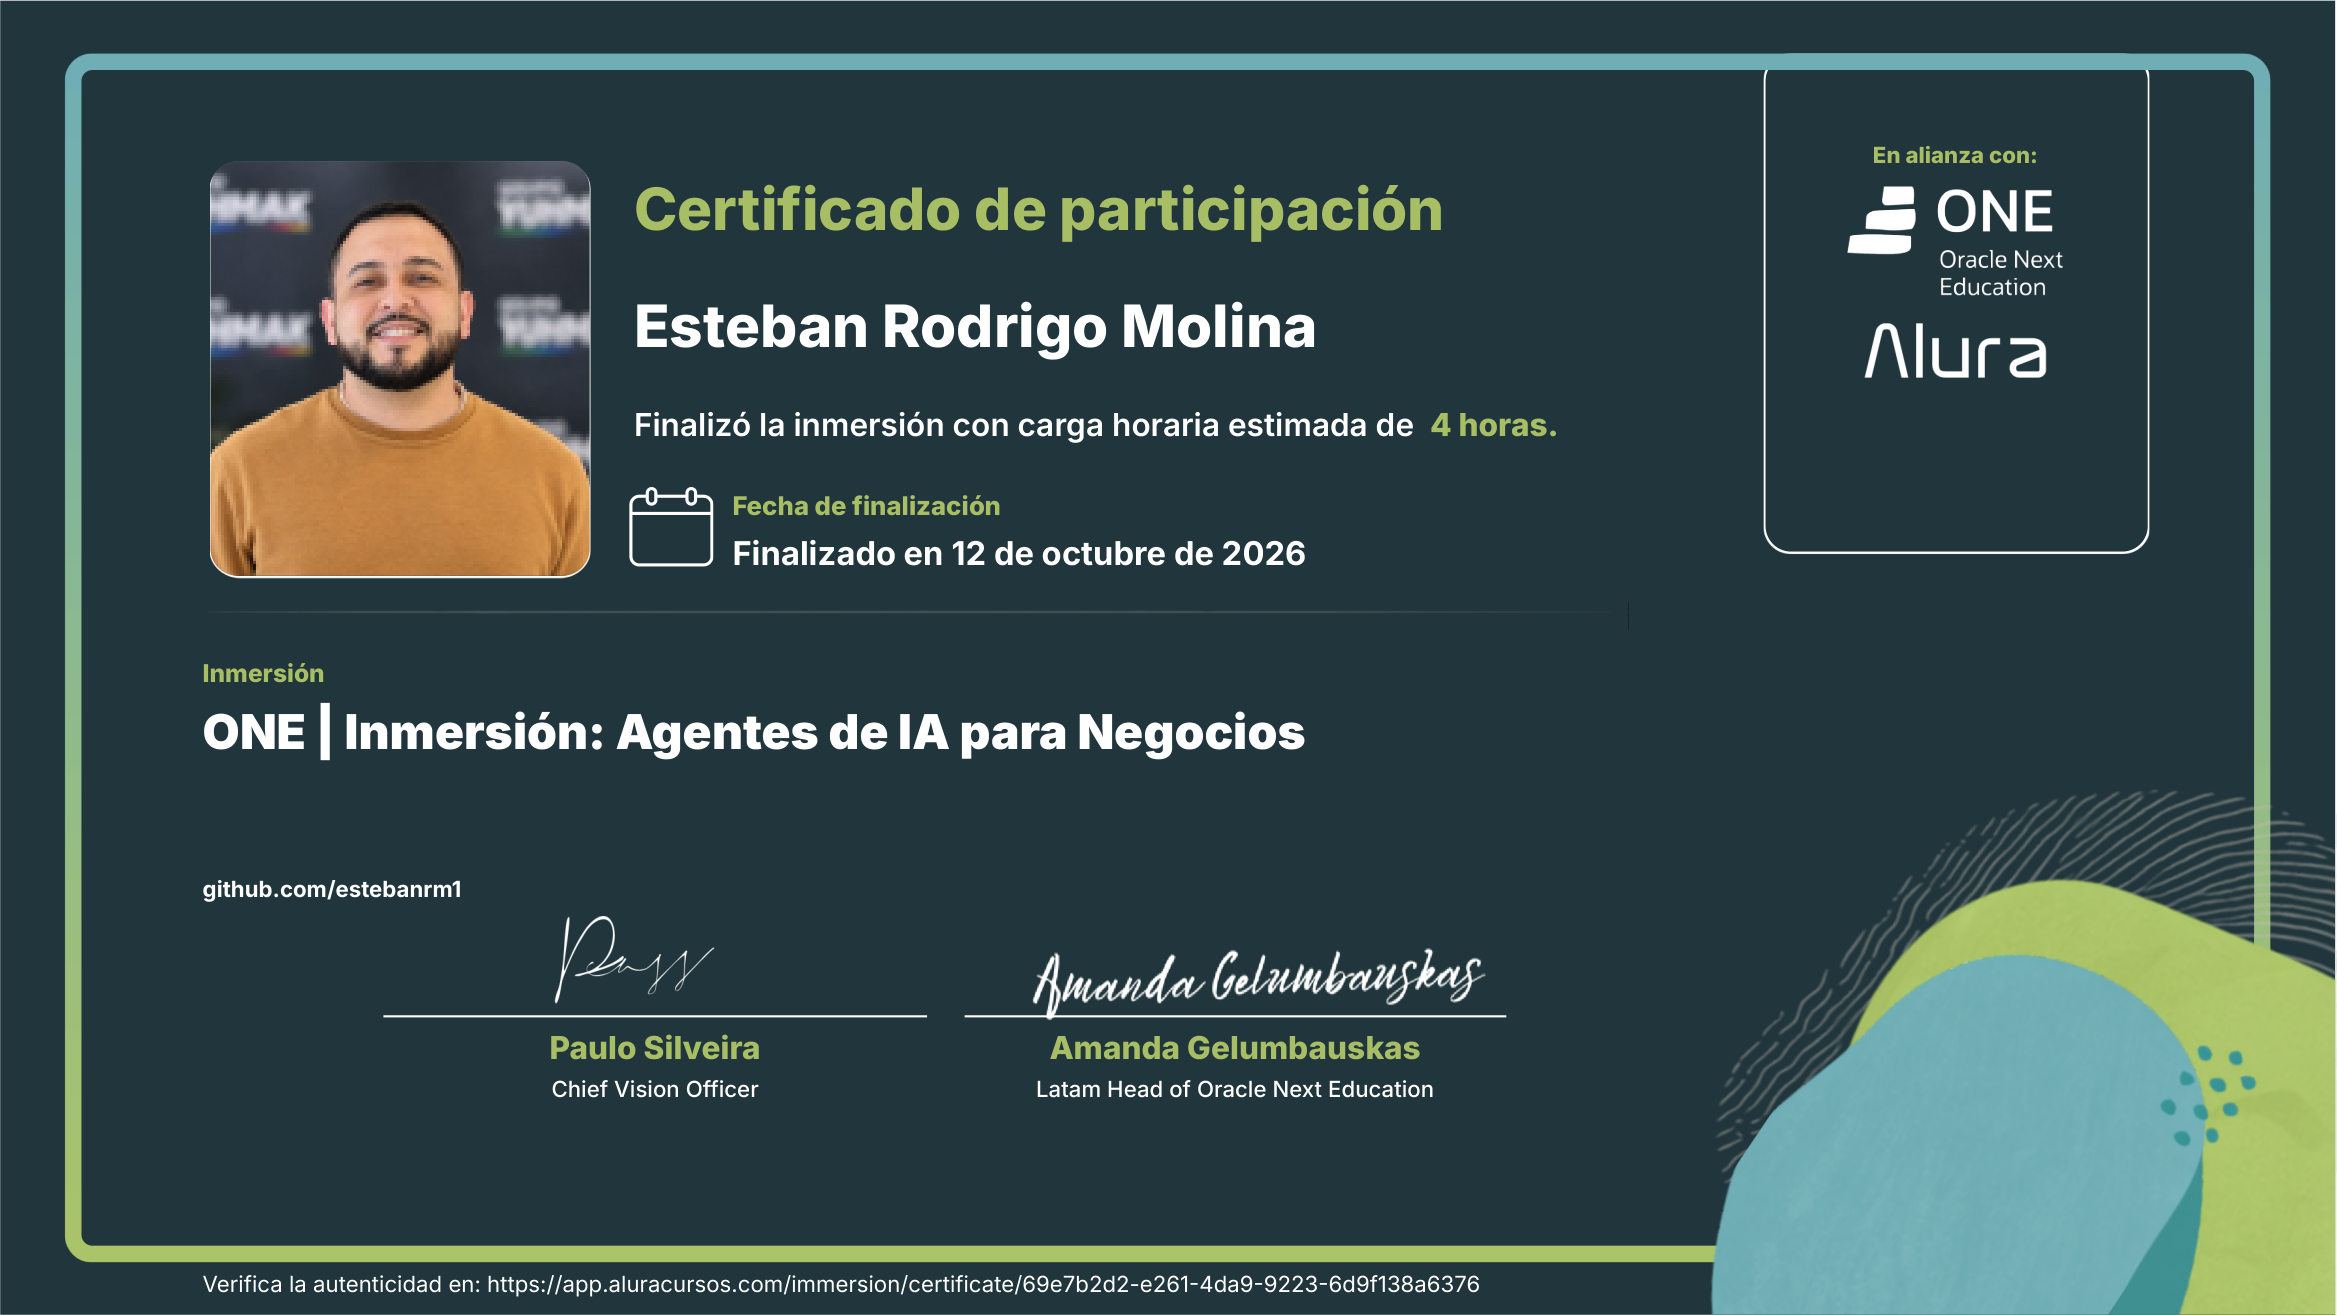 Certificado de participación
Esteban Rodrigo Molina
Finalizó la inmersión con carga horaria estimada de 4 horas.
Fecha de finalización
Finalizado en 12 de octubre de 2026
En alianza con:
ONE
Oracle Next
Education
Alura
Inmersión
ONE | Inmersión: Agentes de IA para Negocios
github.com/estebanrm1
Amanda Gelumbauskas
Paulo Silveira
Chief Vision Officer
Amanda Gelumbauskas
Latam Head of Oracle Next Education
Verifica la autenticidad en: https://app.aluracursos.com/immersion/certificate/69e7b2d2-e261-4da9-9223-6d9f138a6376